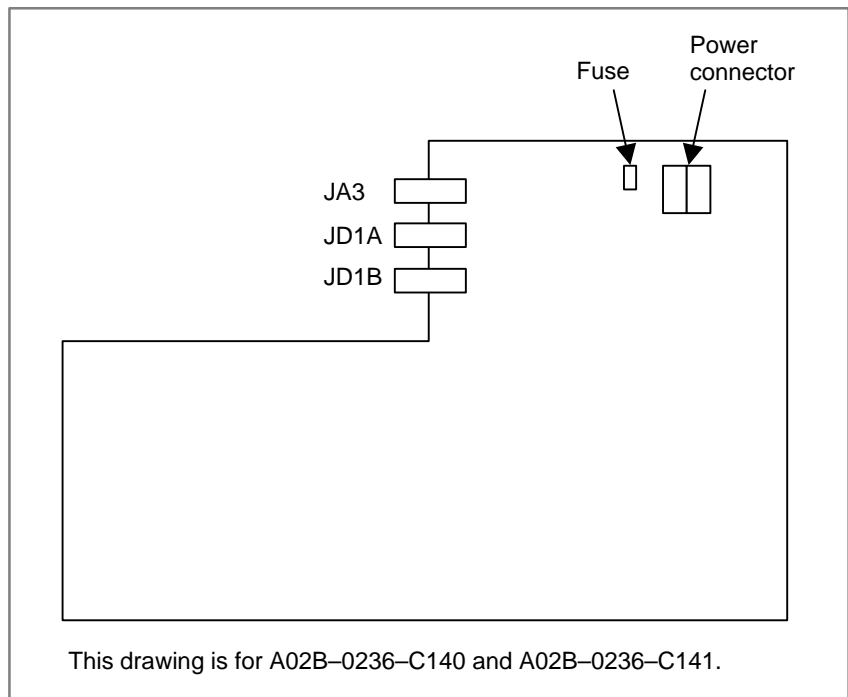 Power
connector
Fuse
JA3
JD1A
JD1B
This drawing is for A02B–0236–C140 and A02B–0236–C141.